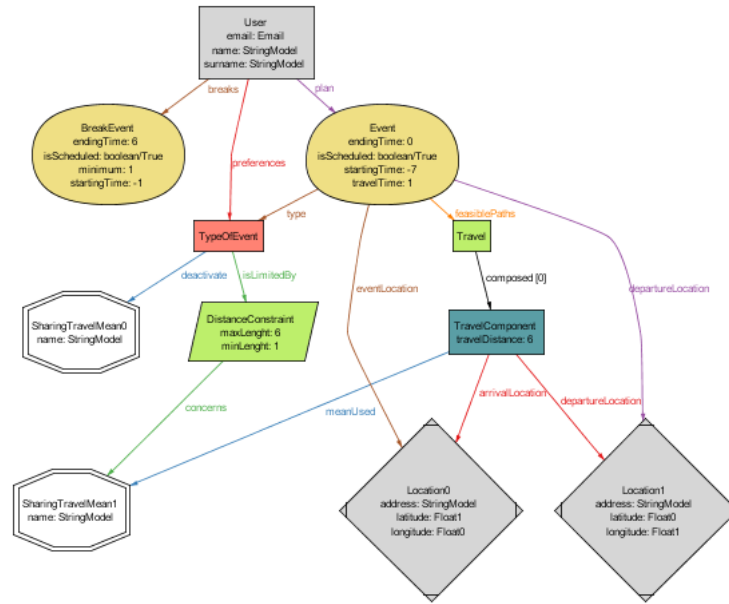 User
email: Email
name: StringModel
surname: StringModel
breaks
plan
BreakEvent
endingTime: 6
isScheduled: boolean/True
minimum: 1
startingTime: -1
Event
endingTime: 0
isScheduled: boolean/True
startingTime: -7
travelTime: 1
preferences
type
feasiblePaths
TypeOfEvent
Travel
deactivate
isLimitedBy
eventLocation
composed [0]
departureLocation
SharingTravelMean0
name: StringModel
DistanceConstraint
maxLenght: 6
minLenght: 1
TravelComponent
travelDistance: 6
concerns
meanUsed
arrivalLocation
departureLocation
SharingTravelMean1
name: StringModel
Location0
address: StringModel
latitude: Float1
longitude: Float0
Location1
address: StringModel
latitude: Float0
longitude: Float1